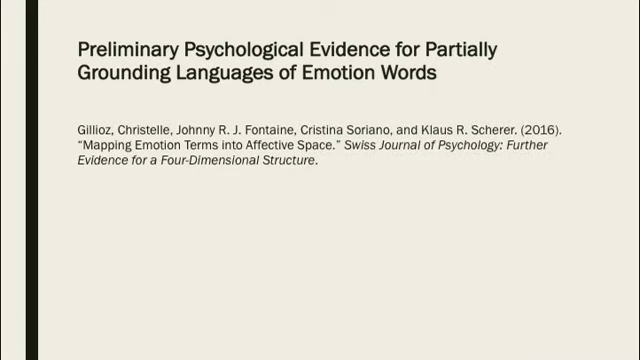 Preliminary Psychological Evidence for Partially
Grounding Languages of Emotion Words
Gillioz, Christelle, Johnny R. J. Fontaine, Cristina Soriano, and Klaus R. Scherer. (2016).
“Mapping Emotion Terms into Affective Space.” Swiss Journal of Psychology: Further
Evidence for a Four-Dimensional Structure.